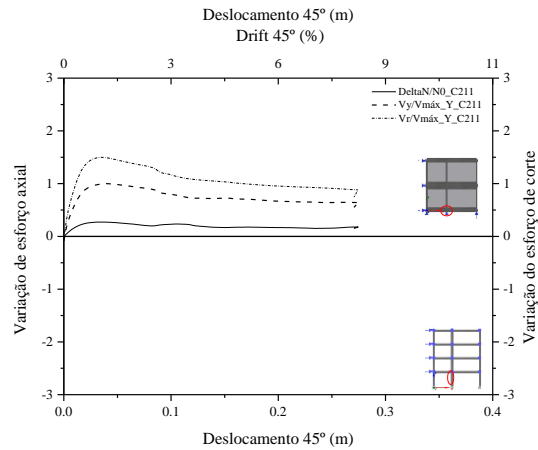 Deslocamento 45º (m)
Drift 45º (%)
0 3 6 8 11
3 3
DeltaN/N0_C211
Vy/Vmáx_Y_C211
Vr/Vmáx_Y_C211
2 2
1 1
0 0
-1 -1
-2 -2
-3 -3
Variação de esforço axial
Variação do esforço de corte
0.0 0.1 0.2 0.3 0.4
Deslocamento 45º (m)